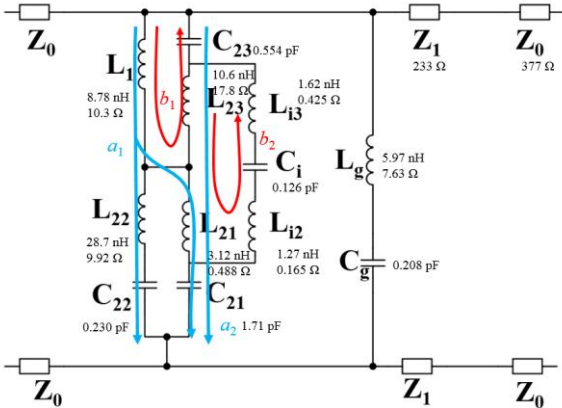 Z0
C23 0.554 pF
Z1
Z0
L1
10.6 nH
17.8 Ω
233 Ω
377 Ω
8.78 nH
10.3 Ω
b1
L23
1.62 nH
0.425 Ω
Li3
a1
b2
Ci
0.126 pF
Lg
5.97 nH
7.63 Ω
L22
L21
Li2
28.7 nH
9.92 Ω
3.12 nH
0.488 Ω
1.27 nH
0.165 Ω
Cg
0.208 pF
C22
C21
0.230 pF
a2 1.71 pF
Z0
Z1
Z0